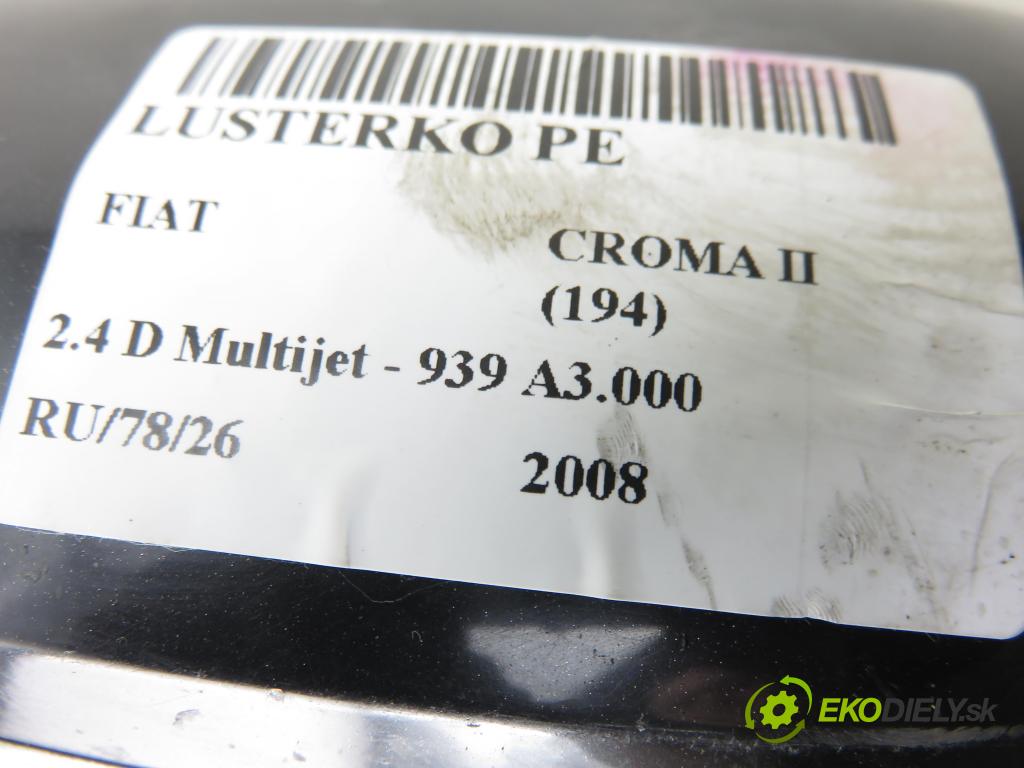 LUSTERKO PE
FIAT
CROMA II
(194)
2.4 D Multijet - 939 A3.000
RU/78/26
2008
EKODIELY.sk